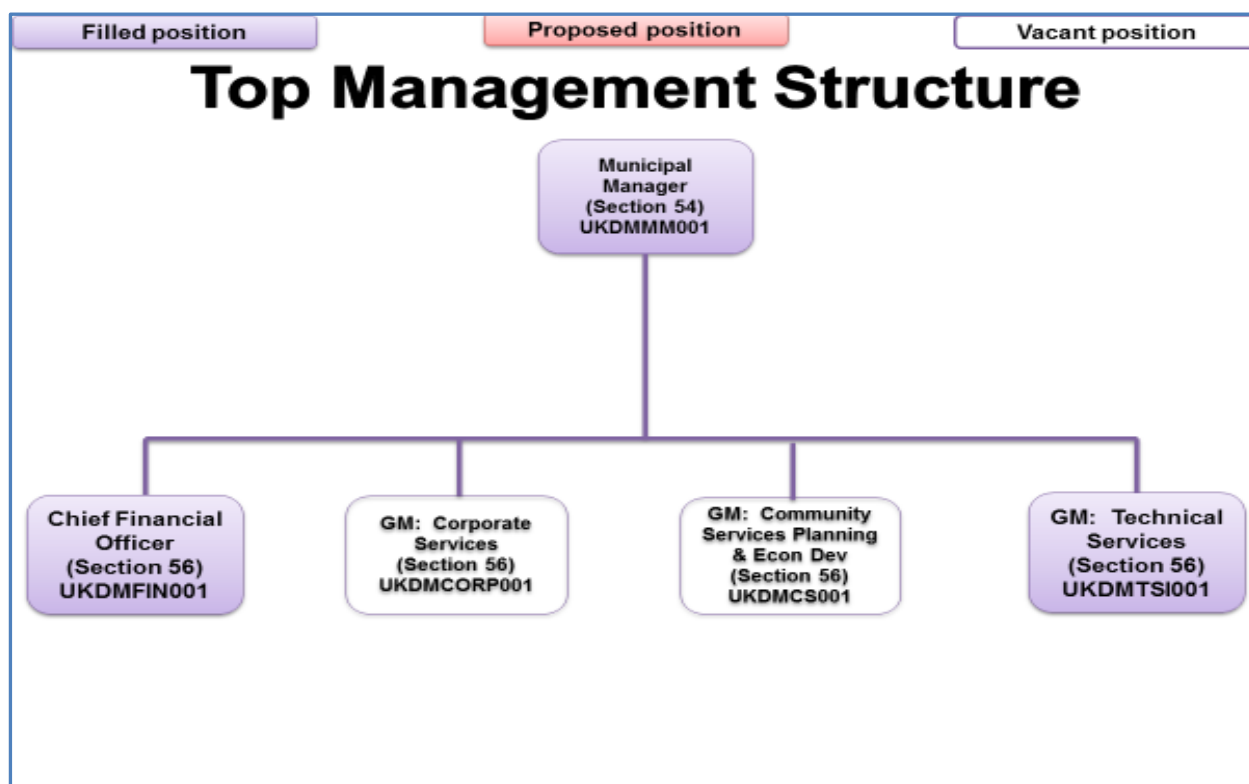 Filled position
Proposed position
Vacant position
Top Management Structure
Municipal
Manager
(Section 54)
UKDMMM001
Chief Financial
Officer
(Section 56)
UKDMFIN001
GM: Corporate
Services
(Section 56)
UKDMCORP001
GM: Community
Services Planning
& Econ Dev
(Section 56)
UKDMCS001
GM: Technical
Services
(Section 56)
UKDMTSI001